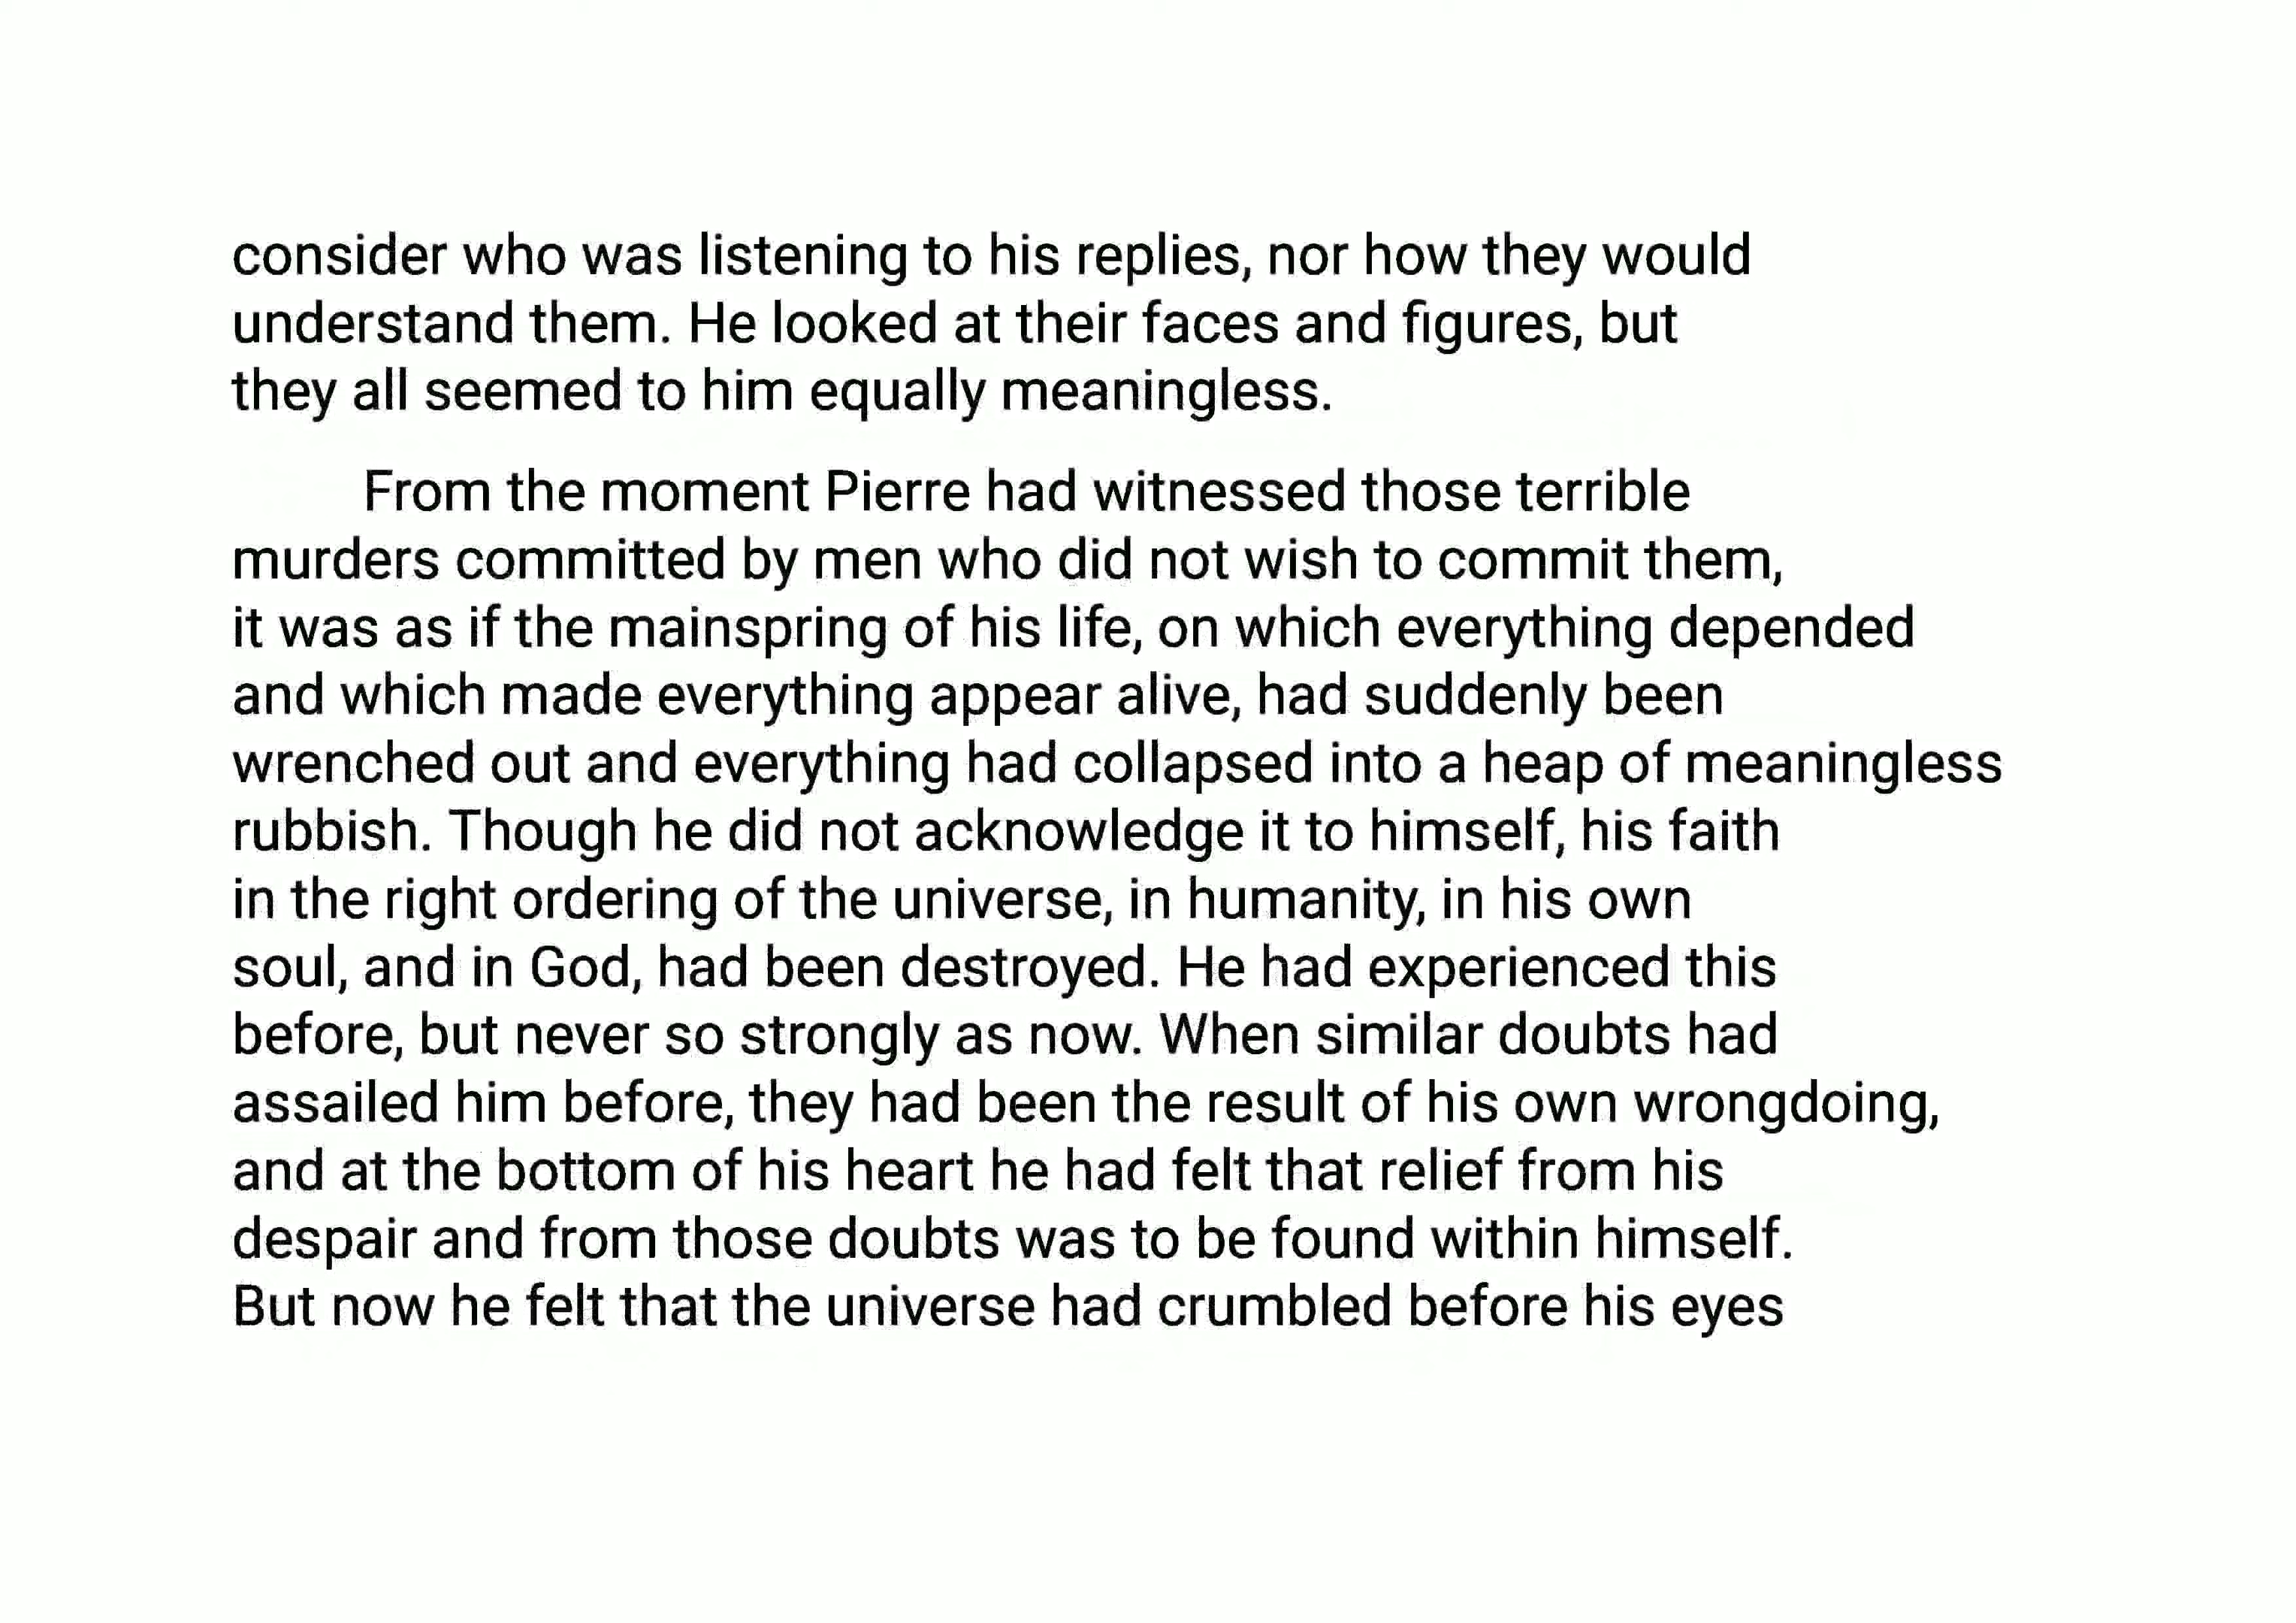 consider who was listening to his replies, nor how they would
understand them. He looked at their faces and figures, but
they all seemed to him equally meaningless.
From the moment Pierre had witnessed those terrible
murders committed by men who did not wish to commit them,
it was as if the mainspring of his life, on which everything depended
and which made everything appear alive, had suddenly been
wrenched out and everything had collapsed into a heap of meaningless
rubbish. Though he did not acknowledge it to himself, his faith
in the right ordering of the universe, in humanity, in his own
soul, and in God, had been destroyed. He had experienced this
before, but never so strongly as now. When similar doubts had
assailed him before, they had been the result of his own wrongdoing,
and at the bottom of his heart he had felt that relief from his
despair and from those doubts was to be found within himself.
But now he felt that the universe had crumbled before his eyes